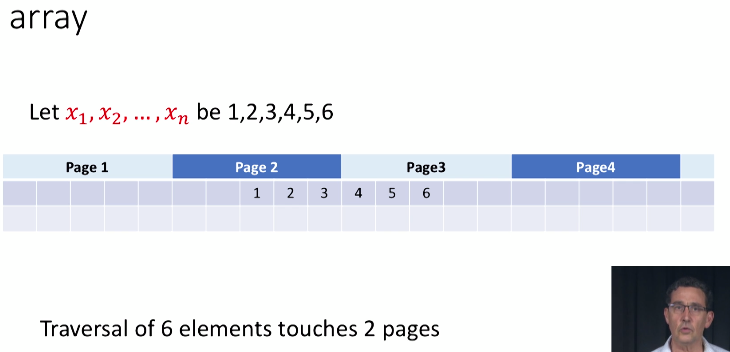 array
Let x₁, x₂, … , xₙ be 1,2,3,4,5,6
Page 1 Page 2 Page3 Page4
1 2 3 4 5 6
Traversal of 6 elements touches 2 pages